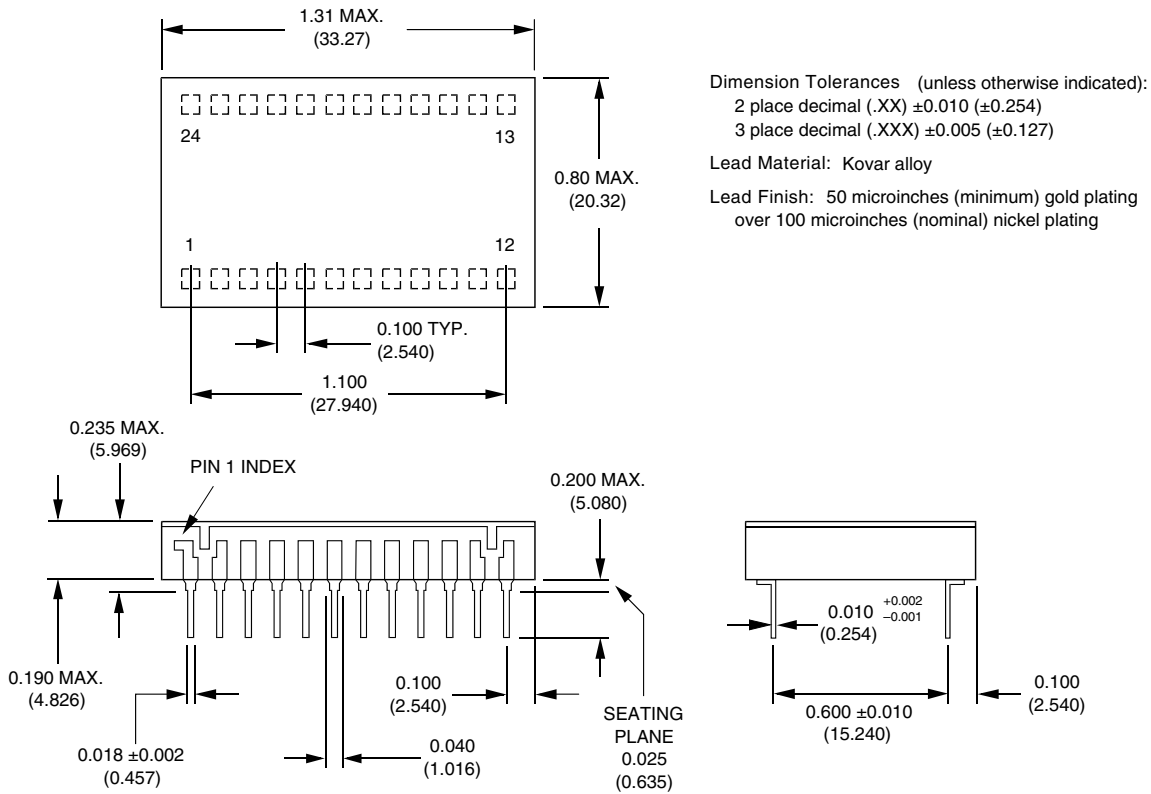 1.31 MAX.
(33.27)
Dimension Tolerances (unless otherwise indicated):
2 place decimal (.XX) ±0.010 (±0.254)
3 place decimal (.XXX) ±0.005 (±0.127)
Lead Material: Kovar alloy
Lead Finish: 50 microinches (minimum) gold plating
over 100 microinches (nominal) nickel plating
24
13
0.80 MAX.
(20.32)
1
12
0.100 TYP.
(2.540)
1.100
(27.940)
0.235 MAX.
(5.969)
PIN 1 INDEX
0.200 MAX.
(5.080)
0.190 MAX.
(4.826)
0.018 ±0.002
(0.457)
0.040
(1.016)
0.100
(2.540)
SEATING
PLANE
0.025
(0.635)
0.010 +0.002
–0.001
(0.254)
0.600 ±0.010
(15.240)
0.100
(2.540)